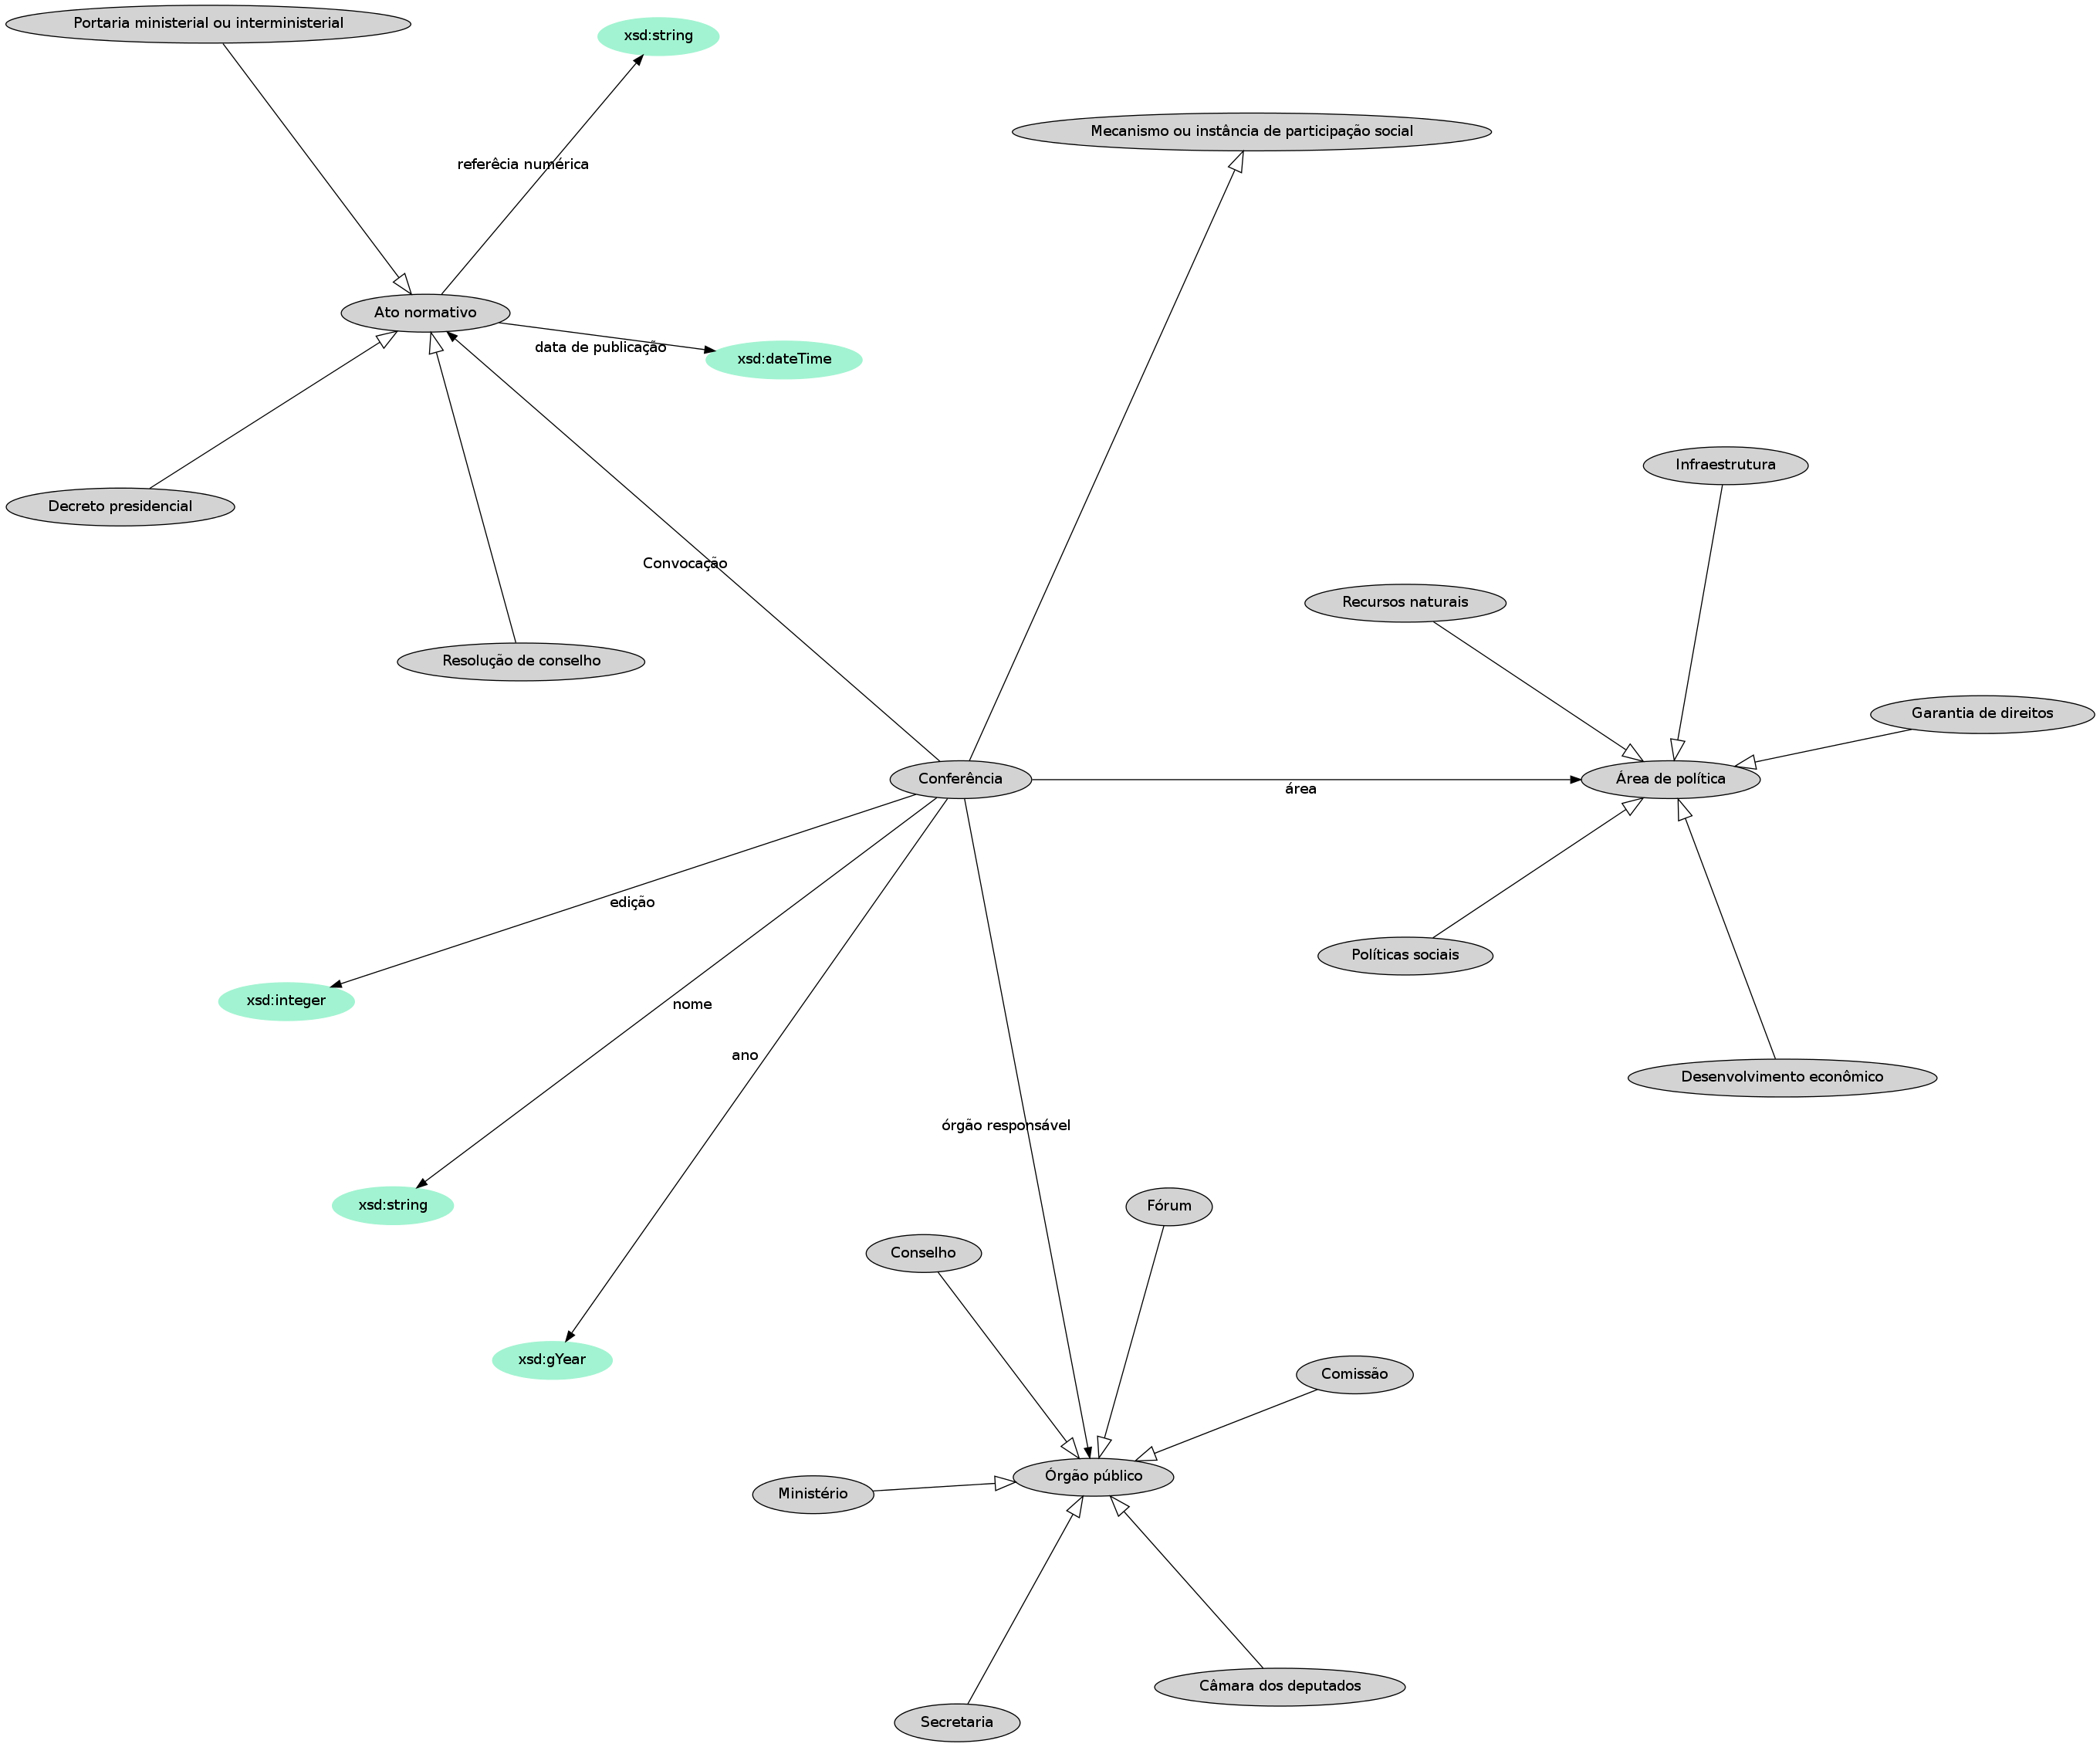 Portaria ministerial ou interministerial
xsd:string
Mecanismo ou instância de participação social
referêcia numérica
Ato normativo
data de publicação
xsd:dateTime
Infraestrutura
Decreto presidencial
Convocação
Recursos naturais
Resolução de conselho
Garantia de direitos
Conferência
área
Área de política
edição
Políticas sociais
xsd:integer
nome
ano
Desenvolvimento econômico
órgão responsável
xsd:string
Fórum
Conselho
xsd:gYear
Comissão
Órgão público
Ministério
Câmara dos deputados
Secretaria